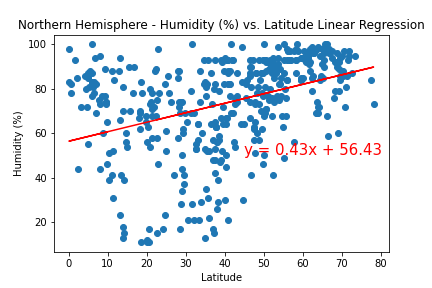 Northern Hemisphere - Humidity (%) vs. Latitude Linear Regression
100
80
60
40
20
Humidity (%)
y = 0.43x + 56.43
0 10 20 30 40 50 60 70 80
Latitude